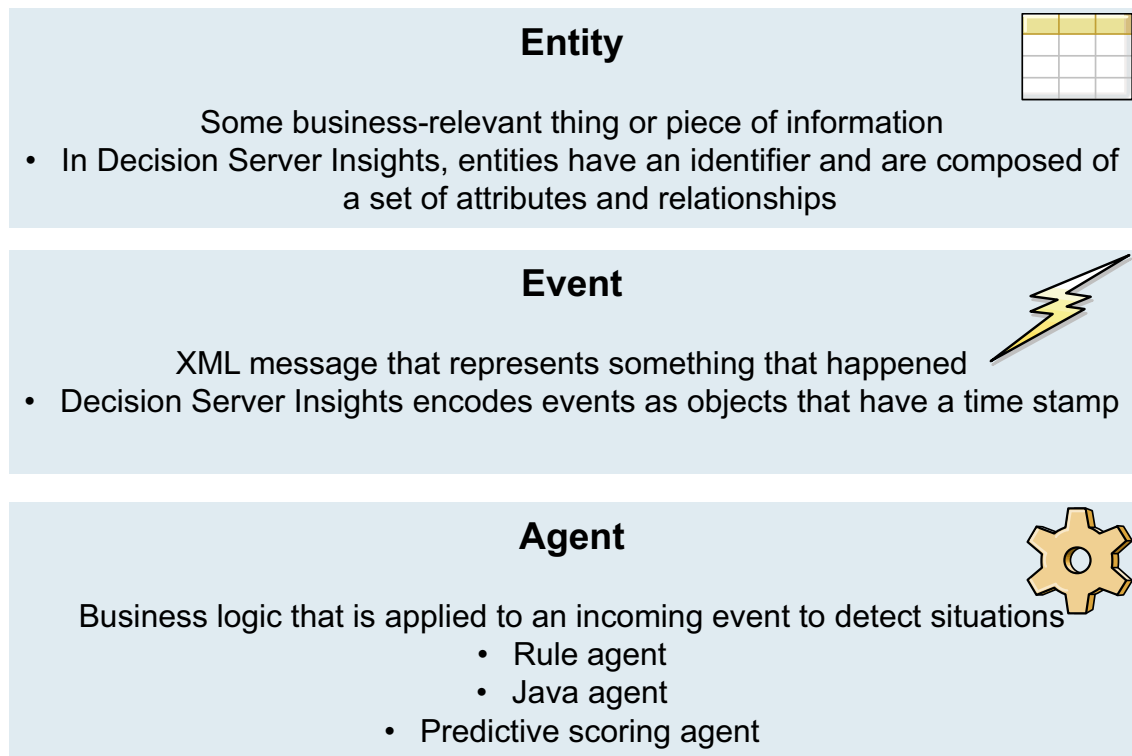 Entity
Some business-relevant thing or piece of information
• In Decision Server Insights, entities have an identifier and are composed of
a set of attributes and relationships
Event
XML message that represents something that happened
• Decision Server Insights encodes events as objects that have a time stamp
Agent
Business logic that is applied to an incoming event to detect situations
• Rule agent
• Java agent
• Predictive scoring agent